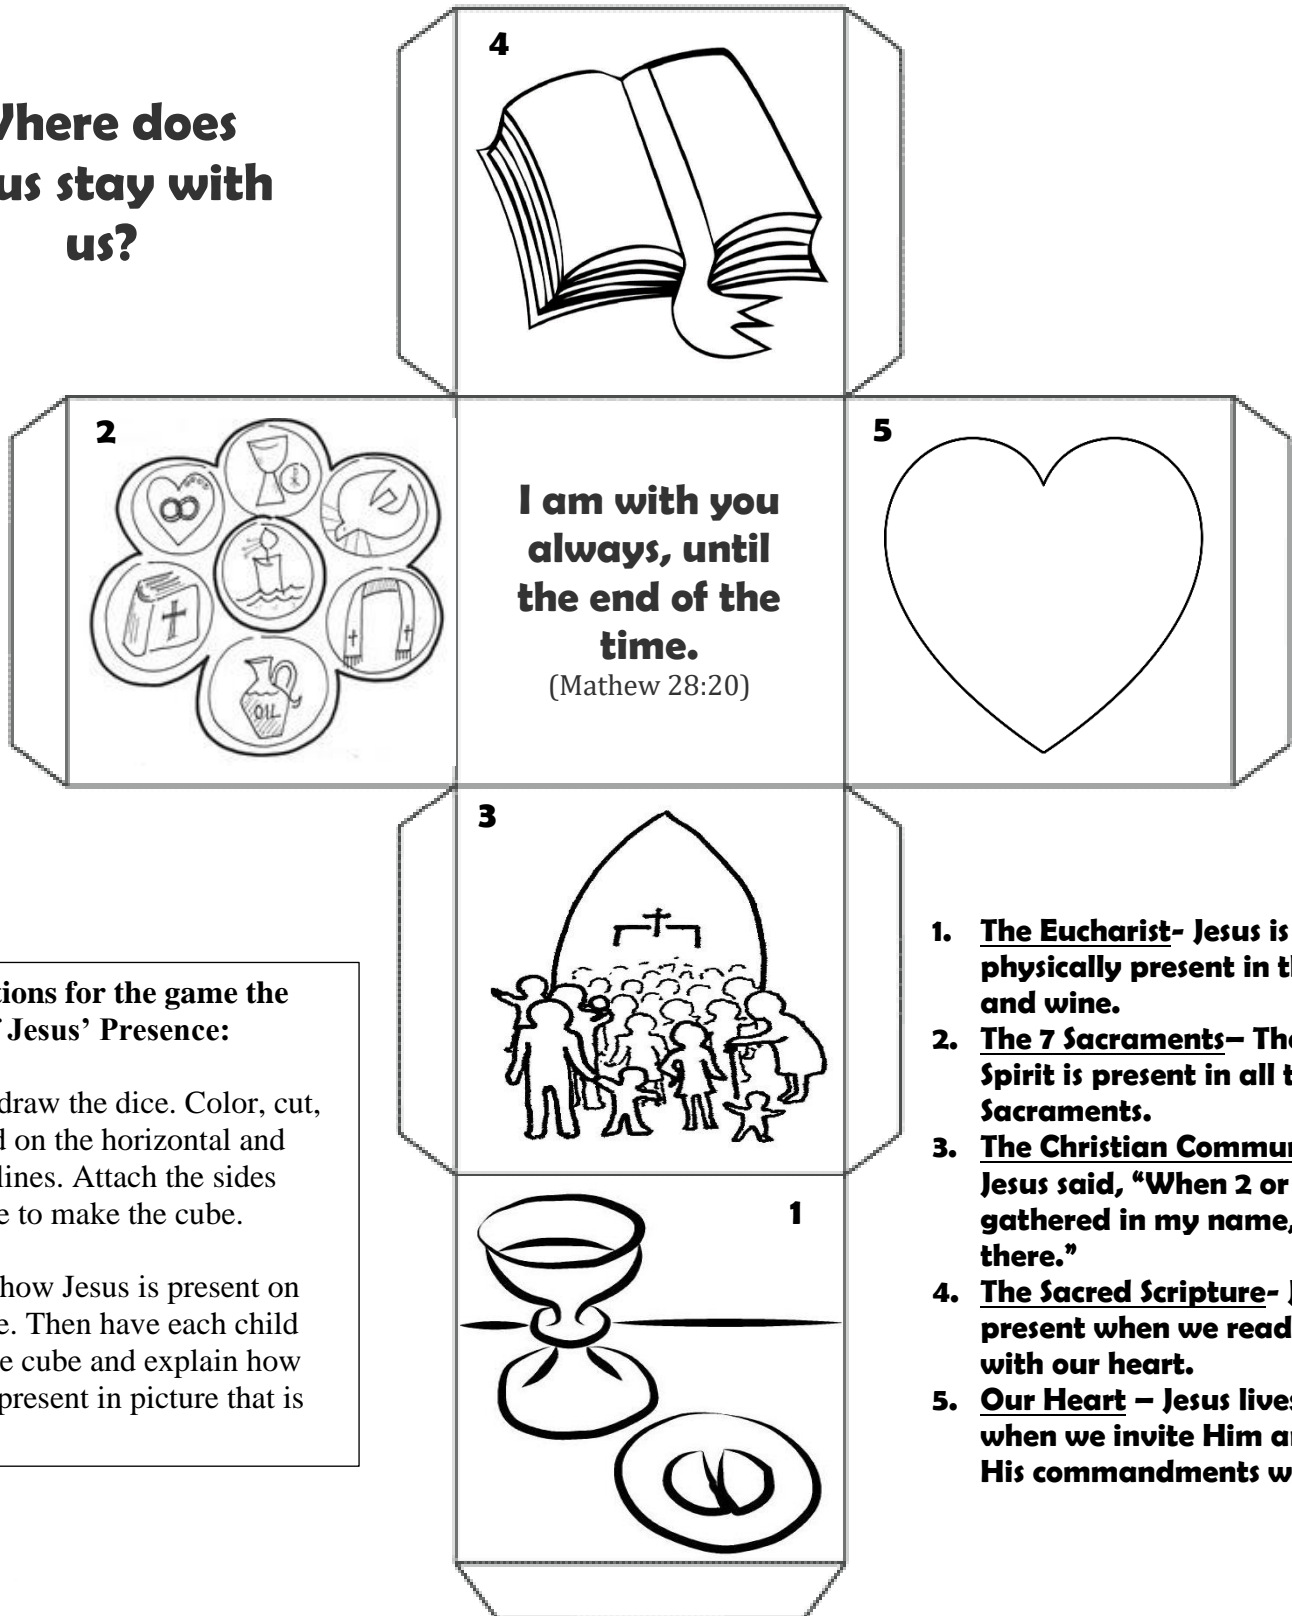 here does
us stay with
us?
4
2
I am with you
always, until
the end of the
time.
(Mathew 28:20)
5
3
OIL
tions for the game the
f Jesus’ Presence:
draw the dice. Color, cut,
d on the horizontal and
lines. Attach the sides
e to make the cube.
how Jesus is present on
e. Then have each child
e cube and explain how
present in picture that is
1
1. The Eucharist- Jesus is
physically present in th
and wine.
2. The 7 Sacraments– The
Spirit is present in all t
Sacraments.
3. The Christian Commun
Jesus said, “When 2 or
gathered in my name,
there.”
4. The Sacred Scripture- J
present when we read
with our heart.
5. Our Heart – Jesus lives
when we invite Him an
His commandments w